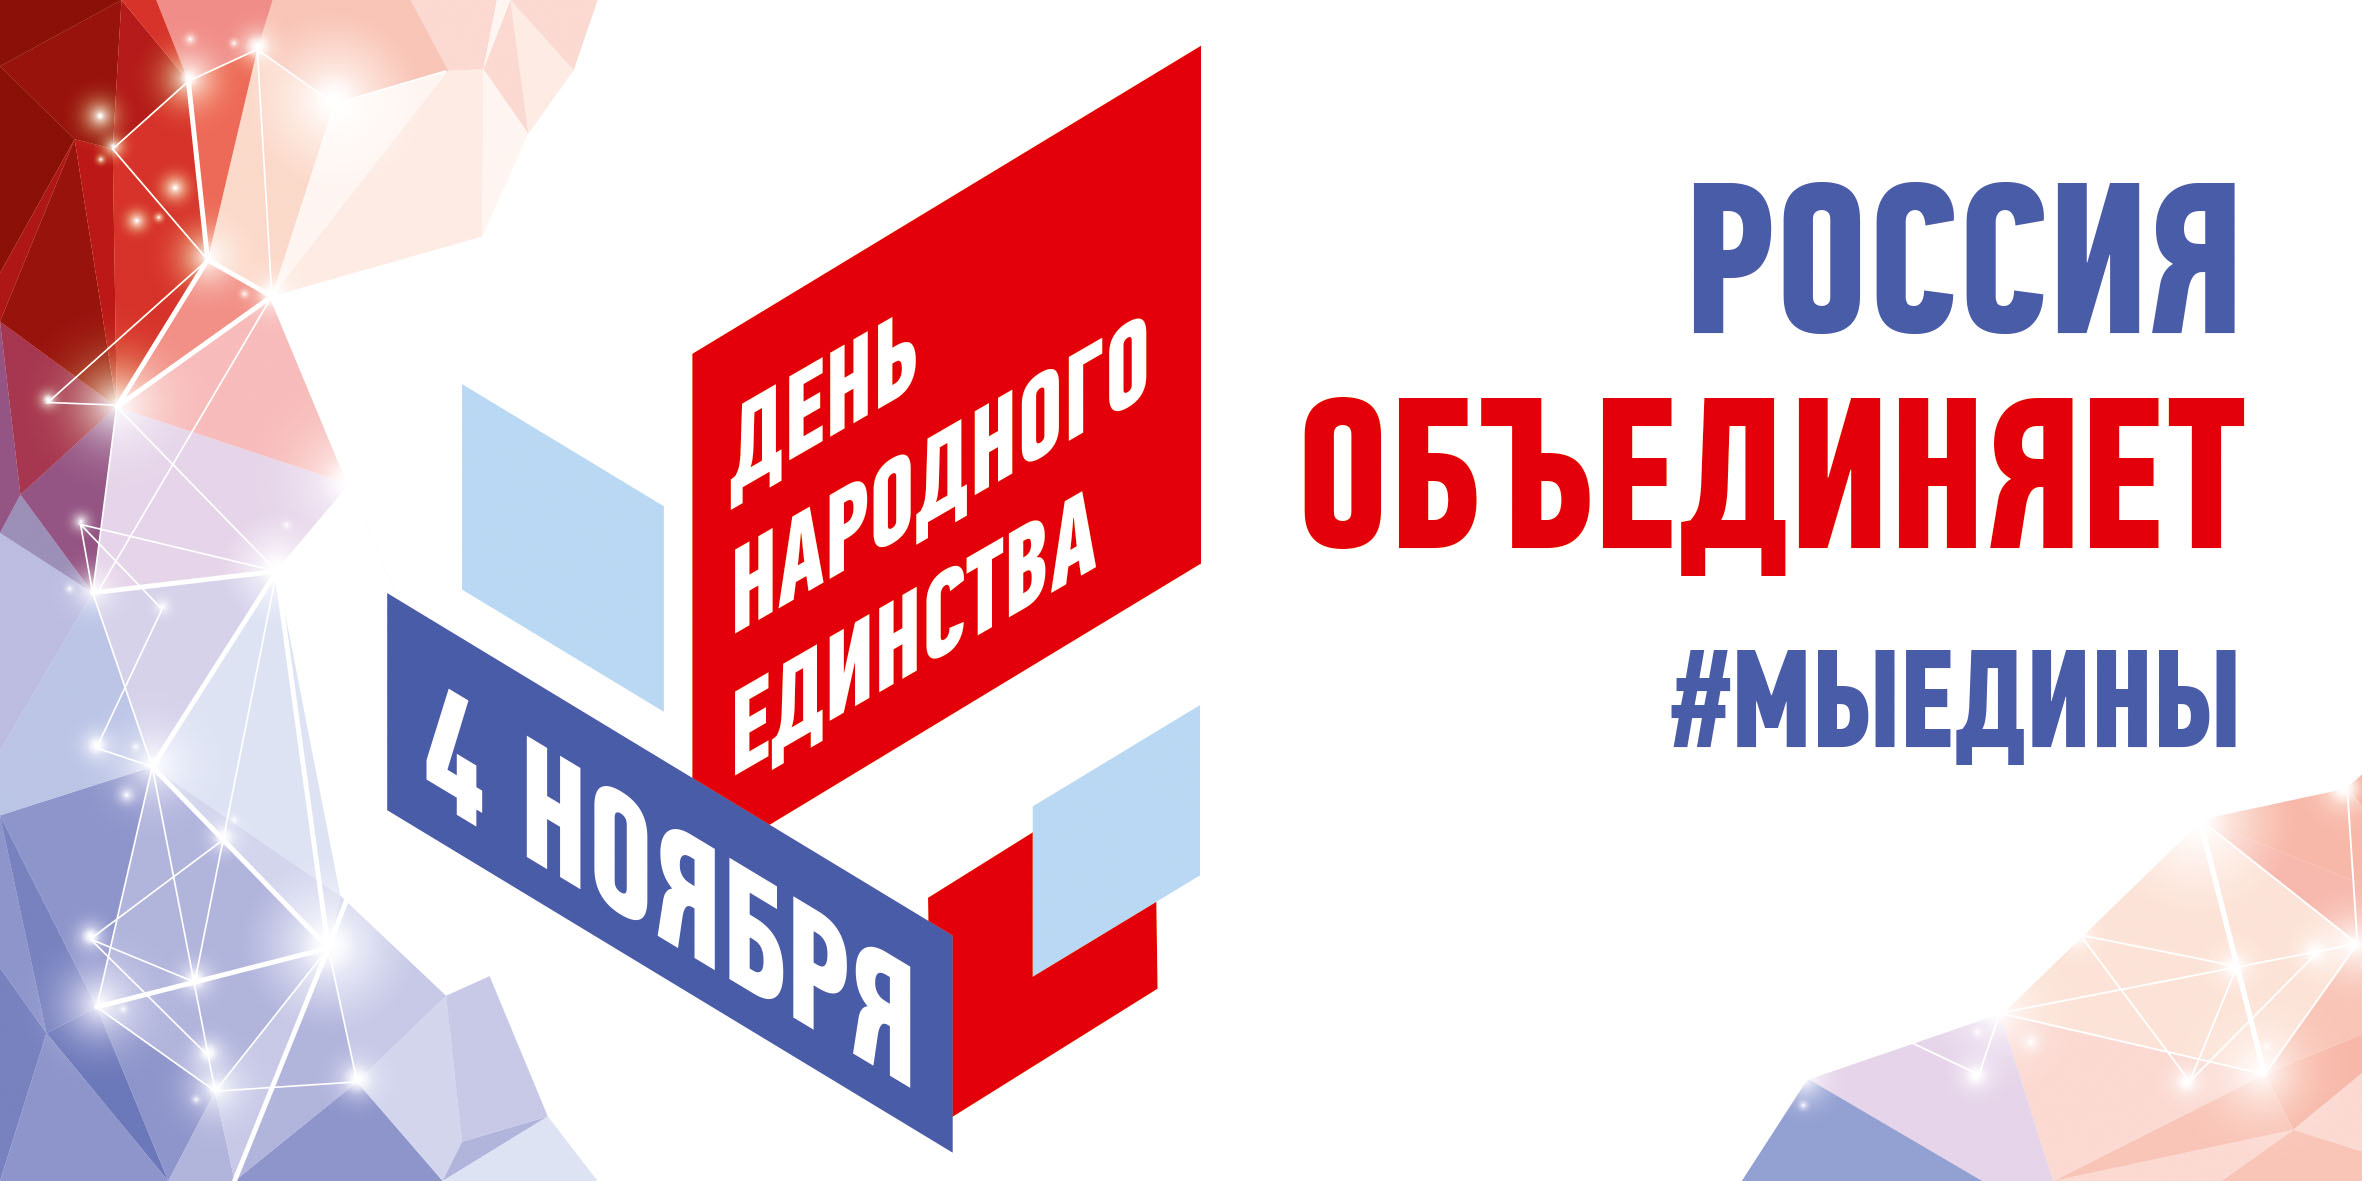 ДЕНЬ
НАРОДНОГО
ЕДИНСТВА
4 НОЯБРЯ
РОССИЯ
ОБЪЕДИНЯЕТ
#МЫЕДИНЫ